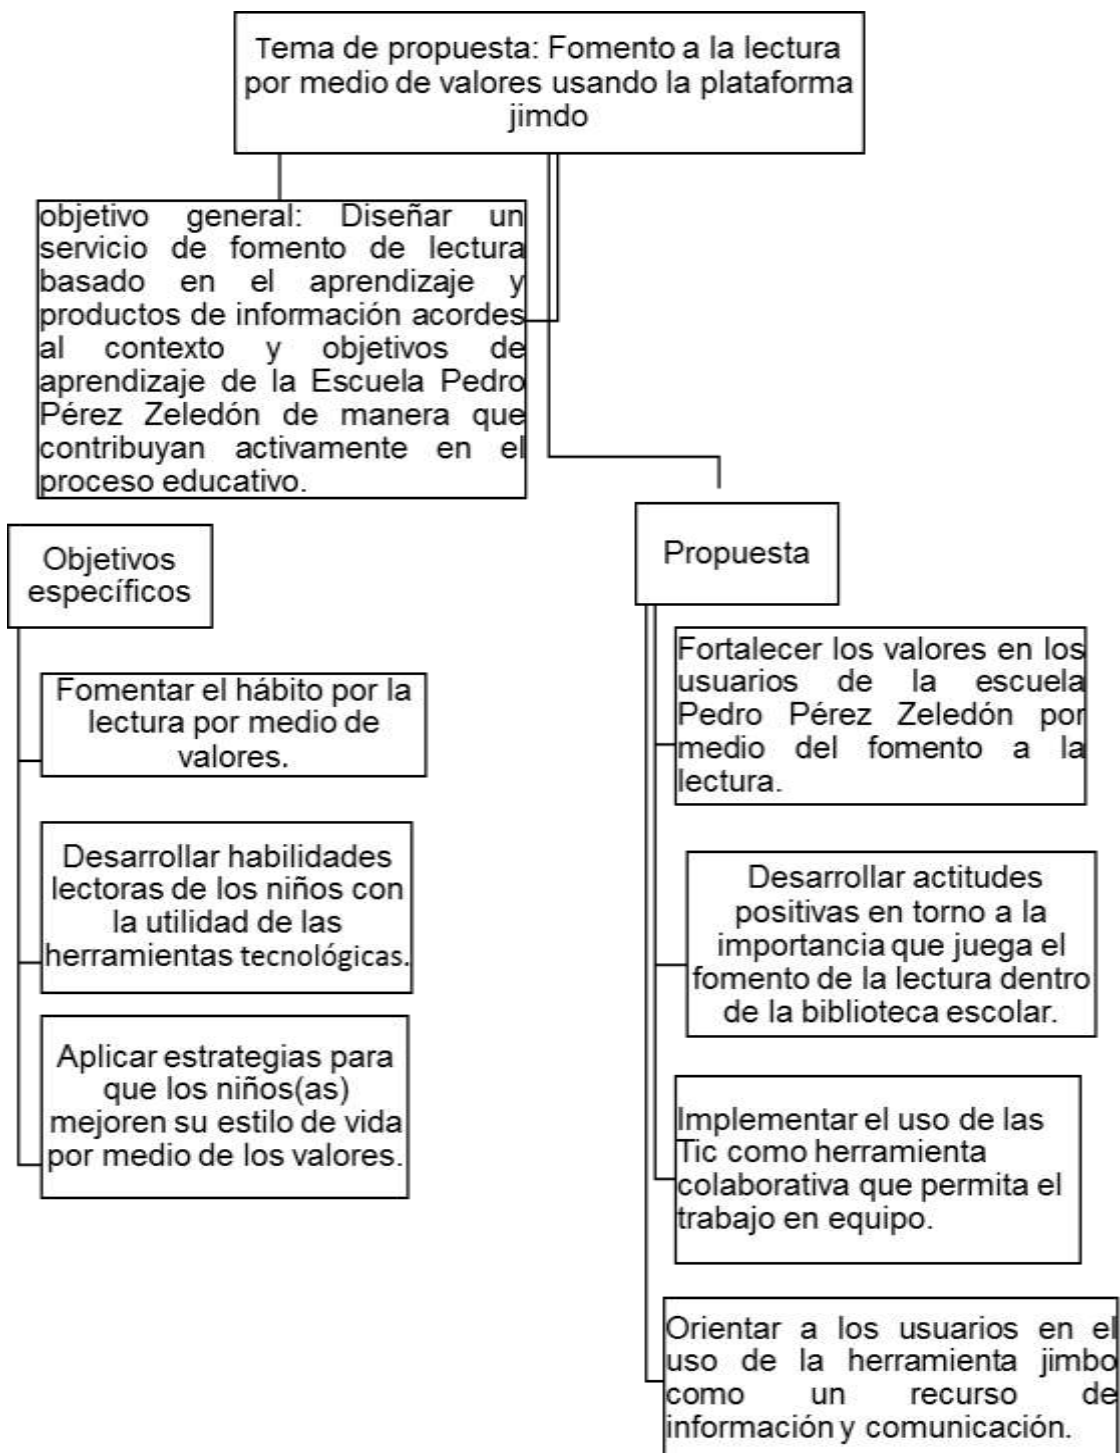 Tema de propuesta: Fomento a la lectura
por medio de valores usando la plataforma
jimdo
objetivo general: Diseñar un
servicio de fomento de lectura
basado en el aprendizaje y
productos de información acordes
al contexto y objetivos de
aprendizaje de la Escuela Pedro
Pérez Zeledón de manera que
contribuyan activamente en el
proceso educativo.
Objetivos
específicos
Fomentar el hábito por la
lectura por medio de
valores.
Desarrollar habilidades
lectoras de los niños con
la utilidad de las
herramientas tecnológicas.
Aplicar estrategias para
que los niños(as)
mejoren su estilo de vida
por medio de los valores.
Propuesta
Fortalecer los valores en los
usuarios de la escuela
Pedro Pérez Zeledón por
medio del fomento a la
lectura.
Desarrollar actitudes
positivas en torno a la
importancia que juega el
fomento de la lectura dentro
de la biblioteca escolar.
Implementar el uso de las
Tic como herramienta
colaborativa que permita el
trabajo en equipo.
Orientar a los usuarios en el
uso de la herramienta jimbo
como un recurso de
información y comunicación.